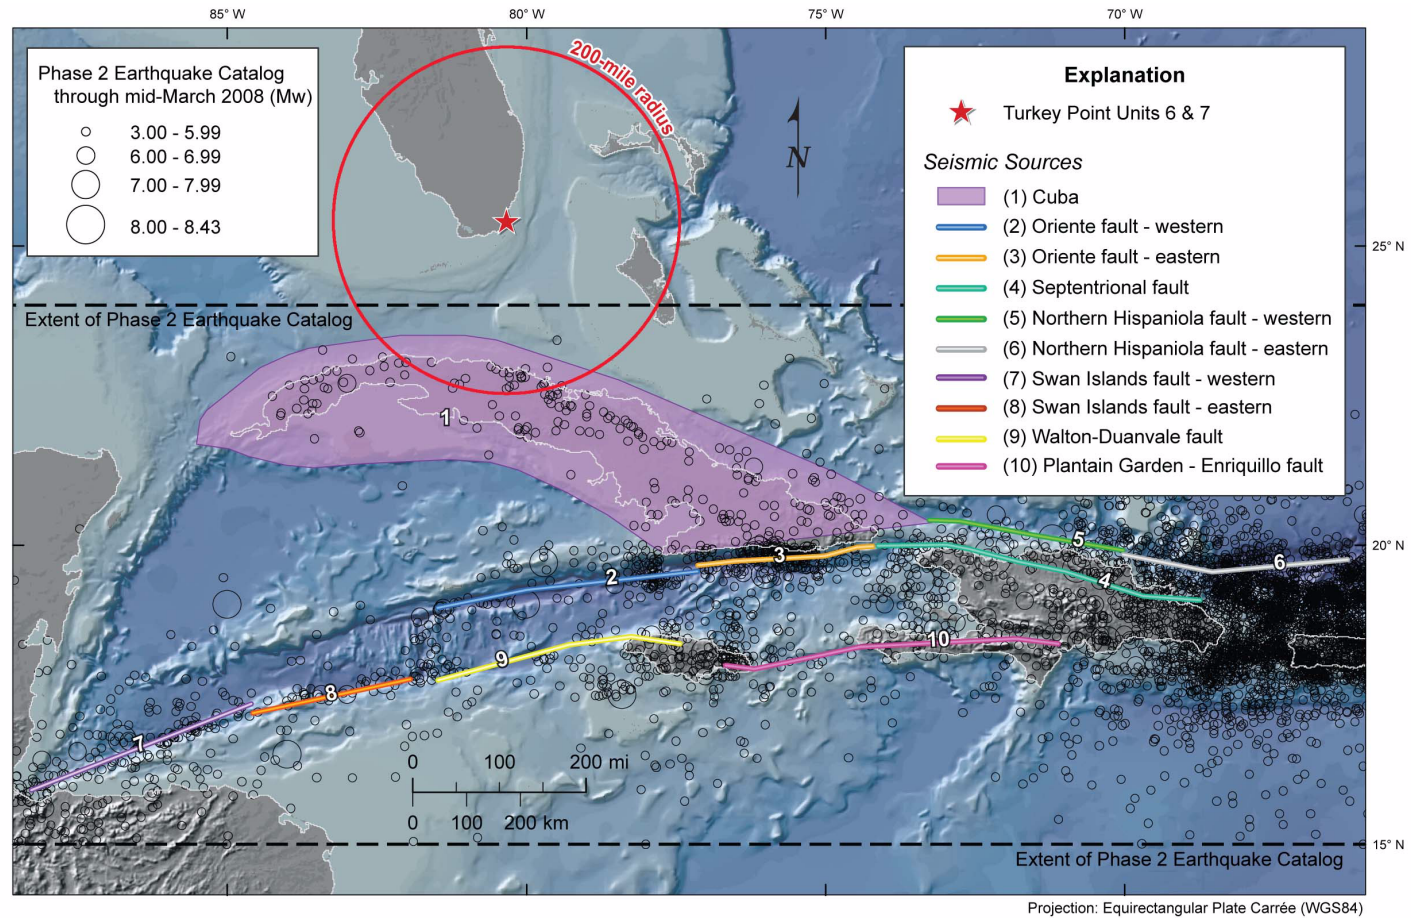 85° W
80° W
75° W
70° W
Phase 2 Earthquake Catalog
through mid-March 2008 (Mw)
3.00 - 5.99
6.00 - 6.99
7.00 - 7.99
8.00 - 8.43
200-mile radius
N
Explanation
Turkey Point Units 6 & 7
Seismic Sources
(1) Cuba
(2) Oriente fault - western
(3) Oriente fault - eastern
(4) Septentrional fault
(5) Northern Hispaniola fault - western
(6) Northern Hispaniola fault - eastern
(7) Swan Islands fault - western
(8) Swan Islands fault - eastern
(9) Walton-Duanvale fault
(10) Plantain Garden - Enriquillo fault
25° N
Extent of Phase 2 Earthquake Catalog
1
20° N
5
3
6
2
4
10
9
8
7
0 100 200 mi
0 100 200 km
15° N
Extent of Phase 2 Earthquake Catalog
Projection: Equirectangular Plate Carrée (WGS84)